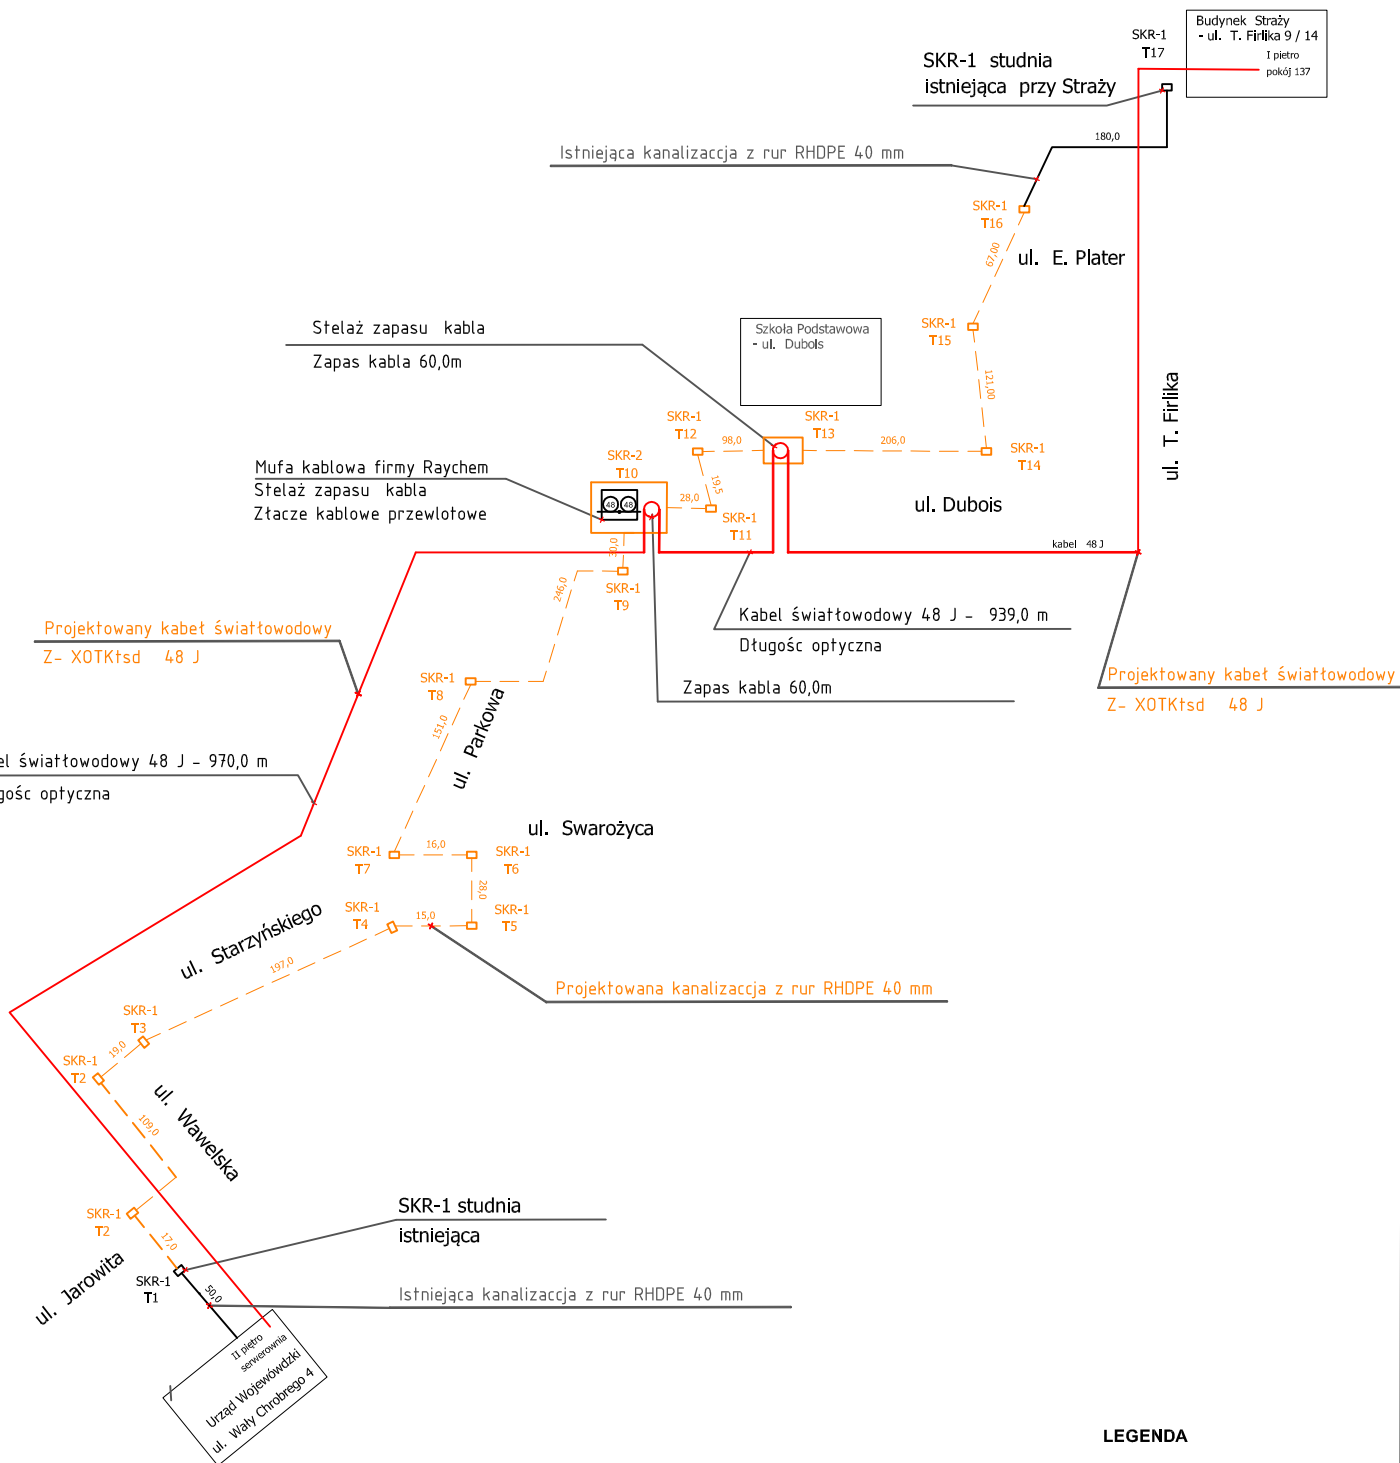 Budynek Straży
- ul. T. Firlika 9 / 14
I pietro
pokój 137
SKR-1
T17
SKR-1 studnia
istniejąca przy Straży
180,0
Istniejąca kanalizaccja z rur RHDPE 40 mm
SKR-1
T16
67,00
ul. E. Plater
Stelaż zapasu kabla
Zapas kabla 60,0m
Szkoła Podstawowa
- ul. Dubois
SKR-1
T15
121,00
ul. T. Firlika
SKR-1
T12
98,0
SKR-1
T13
206,0
SKR-1
T14
SKR-2
T10
Mufa kablowa firmy Raychem
Stelaż zapasu kabla
Złacze kablowe przewlotowe
48
48
28,0
19,5
SKR-1
T11
ul. Dubois
kabel 48 J
30,0
SKR-1
T9
246,0
Kabel światłowodowy 48 J - 939,0 m
Długośc optyczna
Projektowany kabeł światłowodowy
Z- XOTKtsd 48 J
Zapas kabla 60,0m
Projektowany kabeł światłowodowy
Z- XOTKtsd 48 J
SKR-1
T8
151,0
ul. Parkowa
el światłowodowy 48 J - 970,0 m
gośc optyczna
ul. Swarożyca
SKR-1
T7
16,0
SKR-1
T6
28,0
SKR-1
T4
15,0
SKR-1
T5
ul. Starzyńskiego
197,0
Projektowana kanalizaccja z rur RHDPE 40 mm
SKR-1
T3
19,0
SKR-1
T2
109,0
ul. Wawelska
SKR-1
T2
17,0
SKR-1 studnia
istniejąca
ul. Jarowita
SKR-1
T1
50,0
Istniejąca kanalizaccja z rur RHDPE 40 mm
II piętro
serwerownia
Urząd Wojewówdzki
ul. Wały Chrobrego 4
LEGENDA